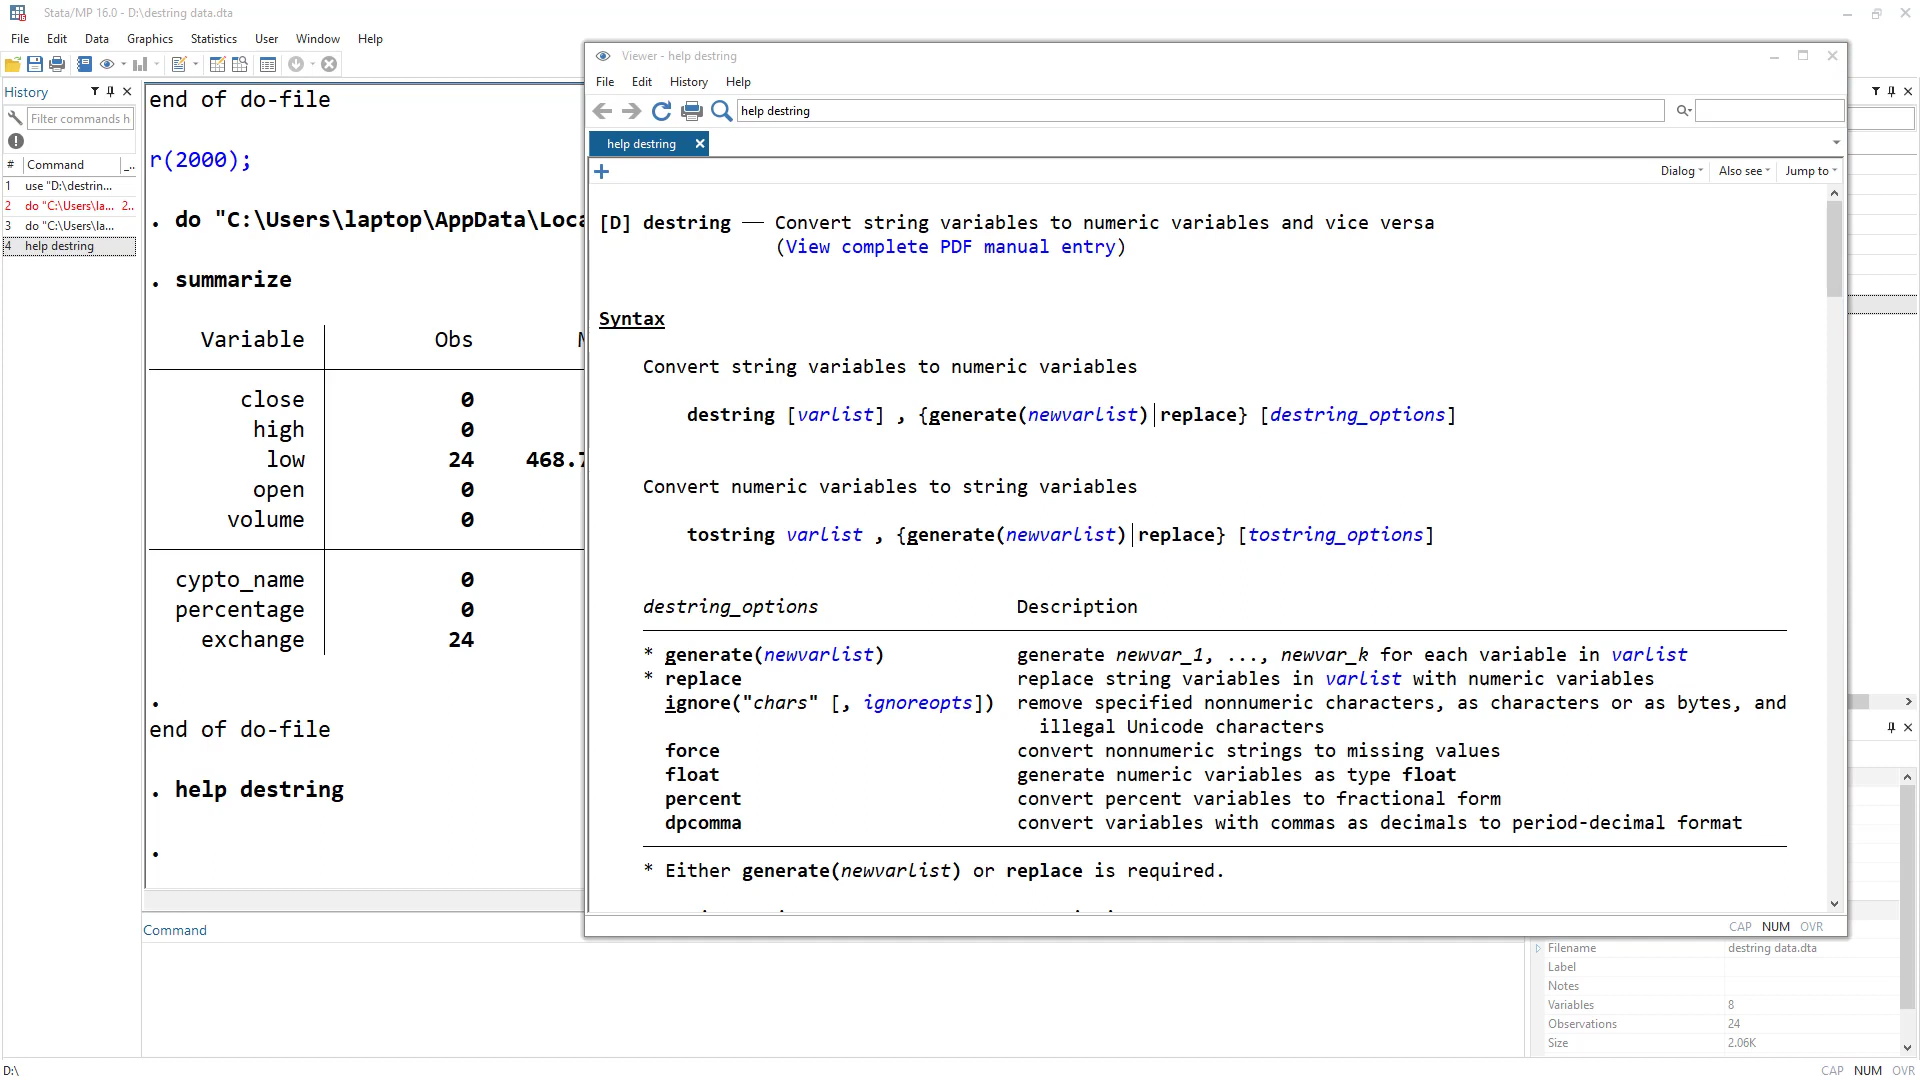 Stata/MP 16.0 - D:\destring data.dta
File Edit Data Graphics Statistics User Window Help
History
Filter commands h
# Command
1 use "D:\destrin...
2 do "C:\Users\la... 2..
3 do "C:\Users\la...
4 help destring
end of do-file
r(2000);
. do "C:\Users\laptop\AppData\Loca
. summarize
Variable Obs
close 0
high 0
low 24 468.7
open 0
volume 0
cypto_name 0
percentage 0
exchange 24
.
end of do-file
. help destring
.
Command
Viewer - help destring
File Edit History Help
help destring
help destring
Dialog Also see Jump to
[D] destring — Convert string variables to numeric variables and vice versa
(View complete PDF manual entry)
Syntax
Convert string variables to numeric variables
destring [varlist] , {generate(newvarlist)|replace} [destring_options]
Convert numeric variables to string variables
tostring varlist , {generate(newvarlist)|replace} [tostring_options]
destring_options Description
* generate(newvarlist) generate newvar_1, ..., newvar_k for each variable in varlist
* replace replace string variables in varlist with numeric variables
ignore("chars" [, ignoreopts]) remove specified nonnumeric characters, as characters or as bytes, and
illegal Unicode characters
force convert nonnumeric strings to missing values
float generate numeric variables as type float
percent convert percent variables to fractional form
dpcomma convert variables with commas as decimals to period-decimal format
* Either generate(newvarlist) or replace is required.
CAP NUM OVR
Filename destring data.dta
Label
Notes
Variables 8
Observations 24
Size 2.06K
D:\
CAP NUM OVR